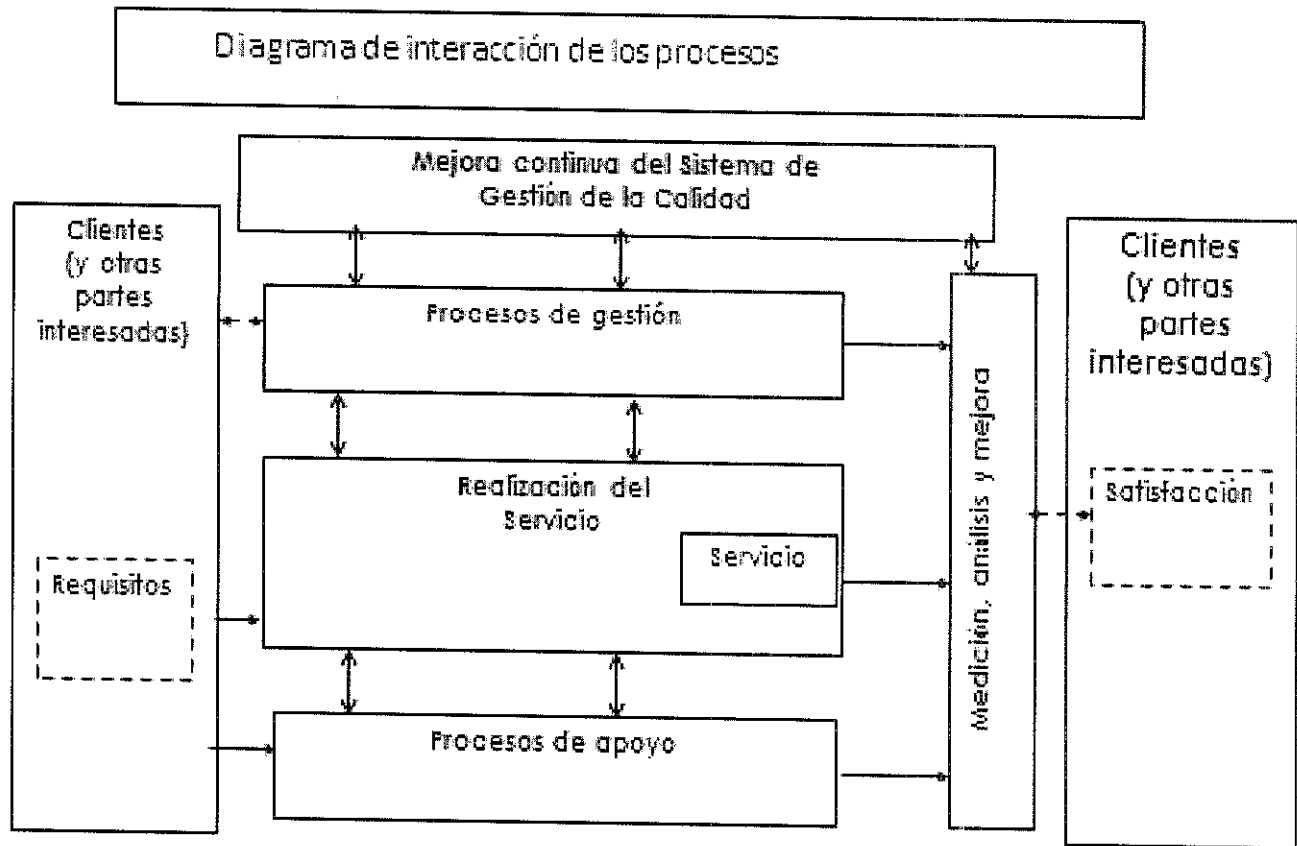 Diagrama de interacción de los procesos
Mejora continua del Sistema de
Gestión de la Calidad
Clientes
(y otras
partes
interesadas)
Procesos de gestión
Clientes
(y otras
partes
interesadas)
Realización del
Servicio
Servicio
Requisitos
Medición, análisis y mejora
Satisfacción
Procesos de apoyo